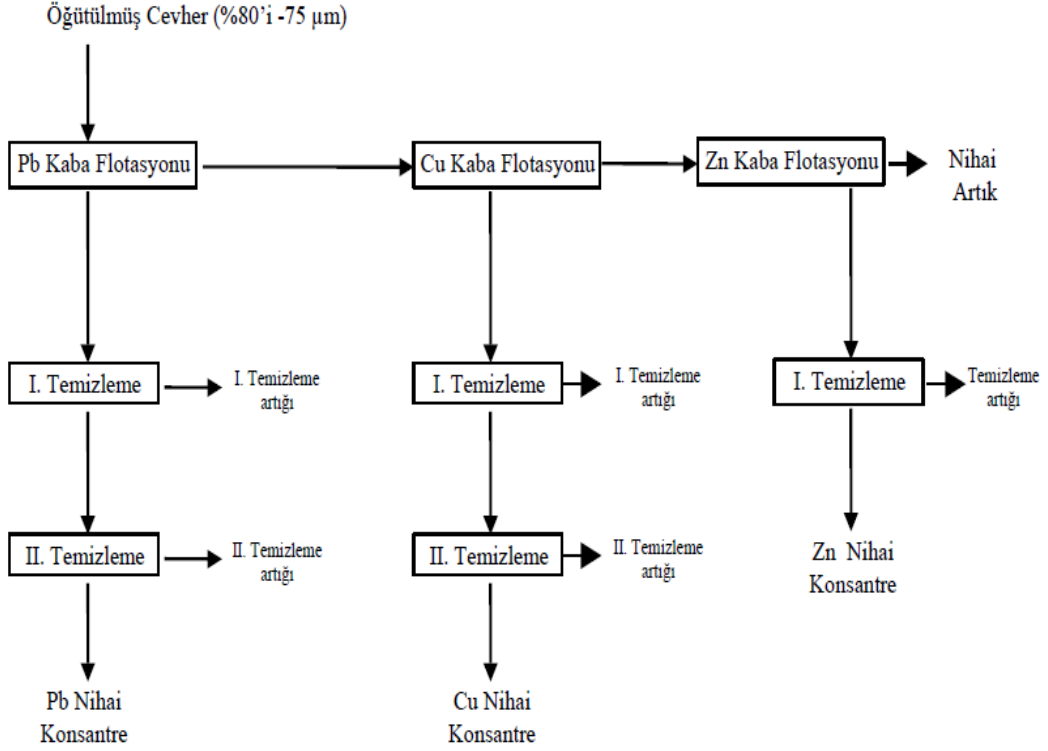 Öğütülmüş Cevher (%80'i -75 µm)
Pb Kaba Flotasyonu
Cu Kaba Flotasyonu
Zn Kaba Flotasyonu
Nihai
Artık
I. Temizleme
I. Temizleme
artığı
I. Temizleme
I. Temizleme
artığı
I. Temizleme
Temizleme
artığı
II. Temizleme
II. Temizleme
artığı
II. Temizleme
II. Temizleme
artığı
Zn Nihai
Konsantre
Pb Nihai
Konsantre
Cu Nihai
Konsantre